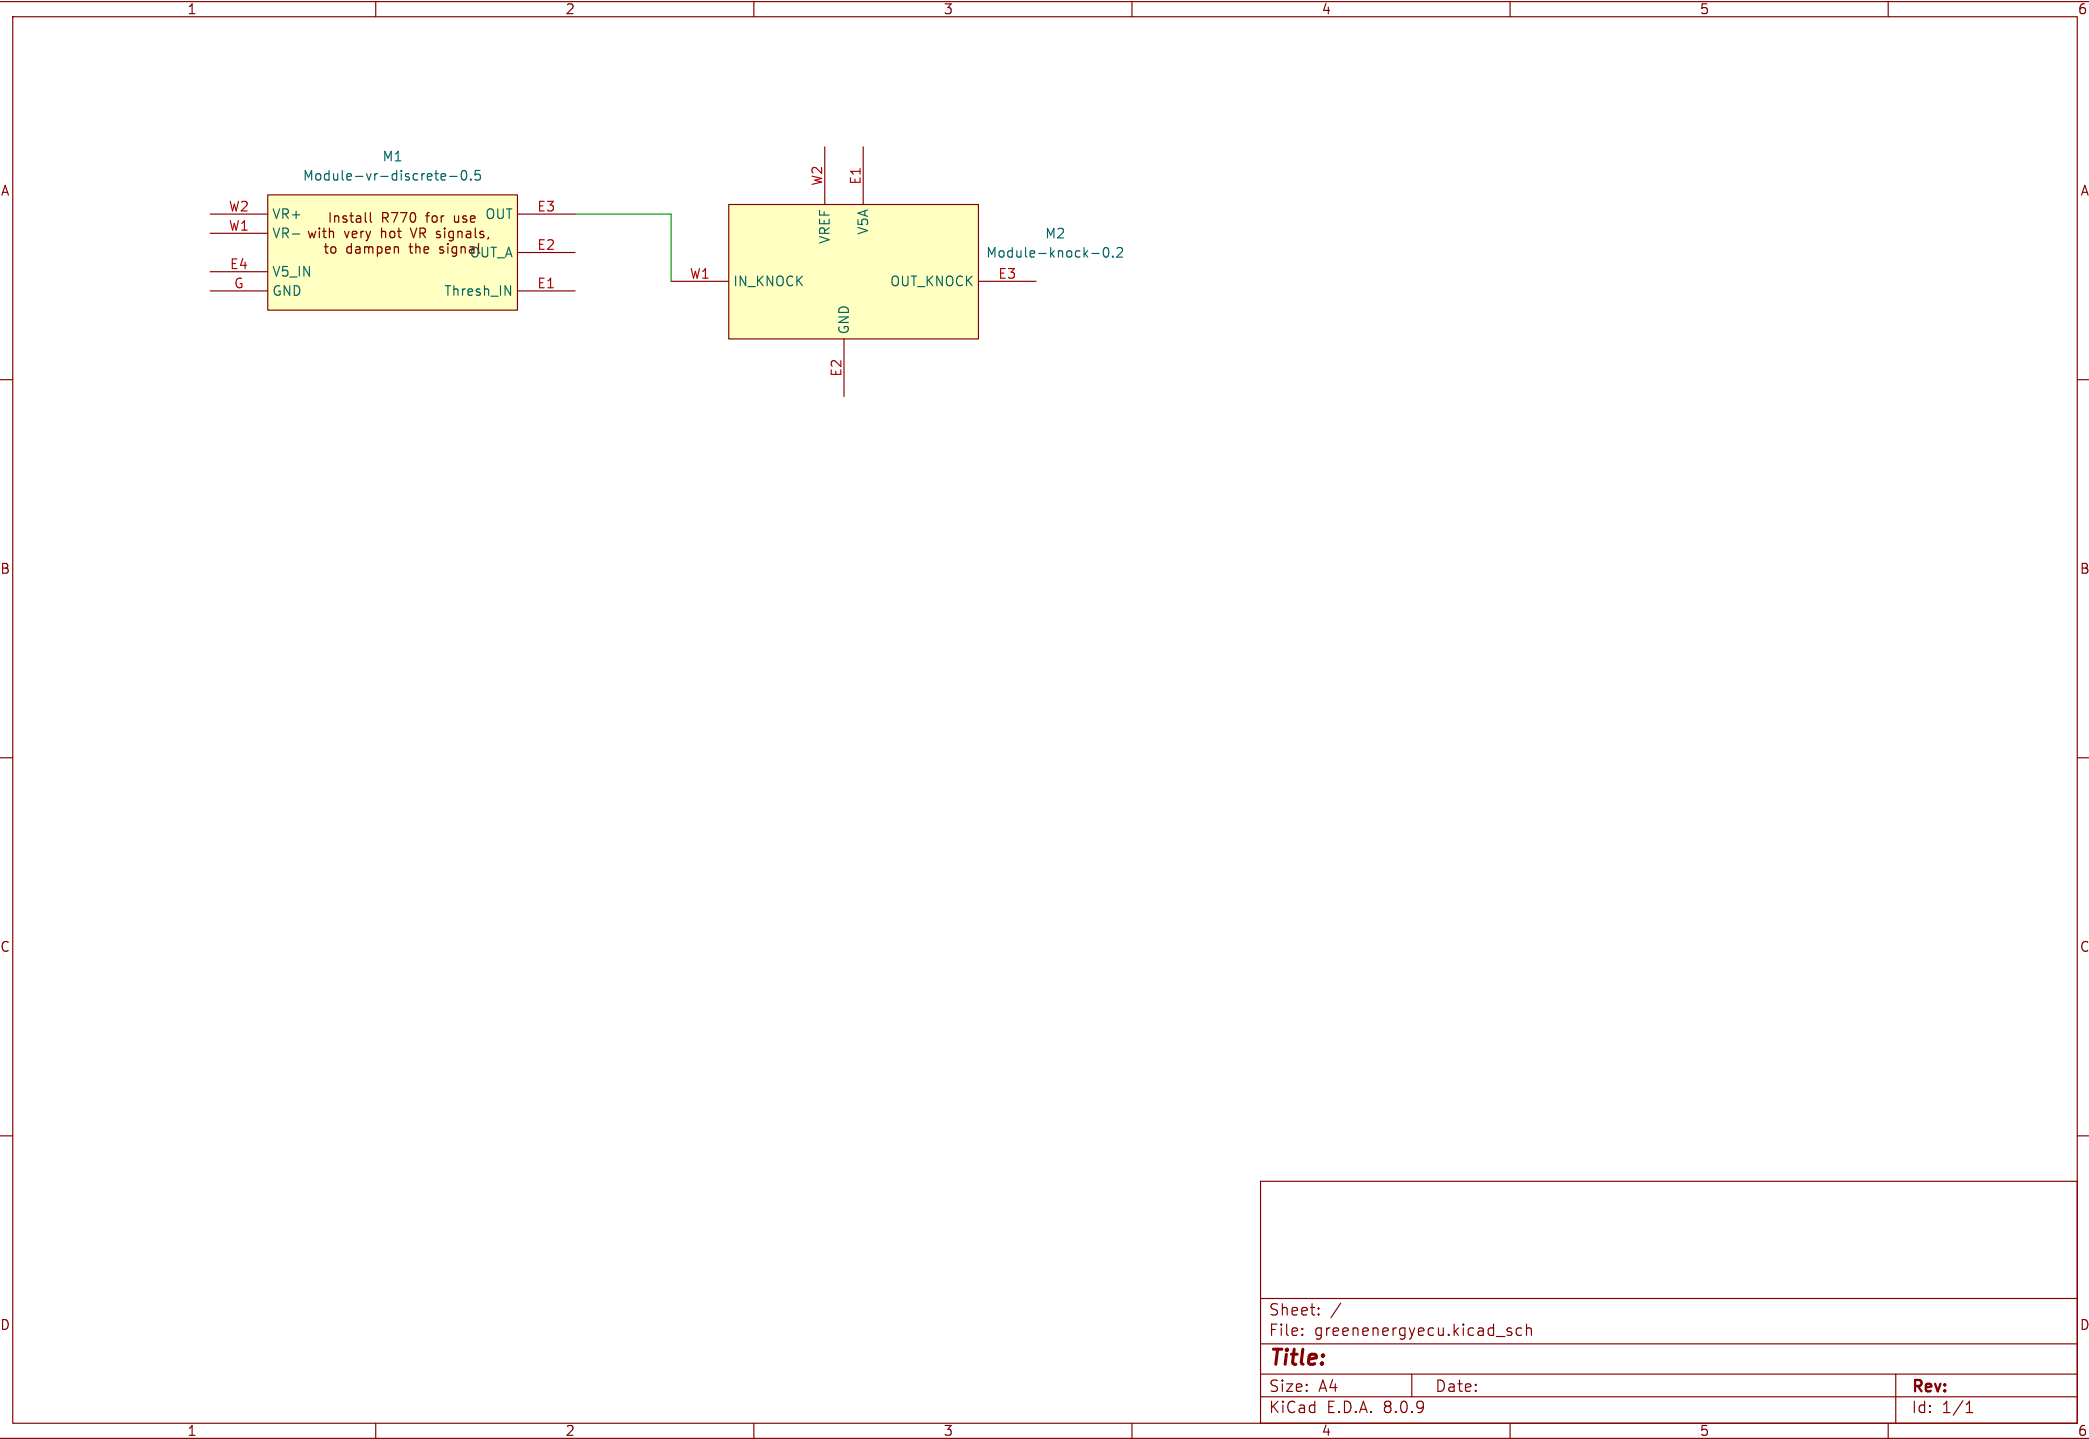 1 2 3 4 5 6
A A
M1
Module-vr-discrete-0.5
W2 VR+
W1 VR-
E4 V5_IN
G GND
Install R770 for use
with very hot VR signals,
to dampen the signal
OUT E3
OUT_A E2
Thresh_IN E1
W2 VREF
E1 V5A
W1 IN_KNOCK
OUT_KNOCK E3
GND E2
M2
Module-knock-0.2
B B
C C
D D
Sheet: /
File: greenenergyecu.kicad_sch
Title:
Size: A4 Date: Rev:
KiCad E.D.A. 8.0.9 Id: 1/1
1 2 3 4 5 6